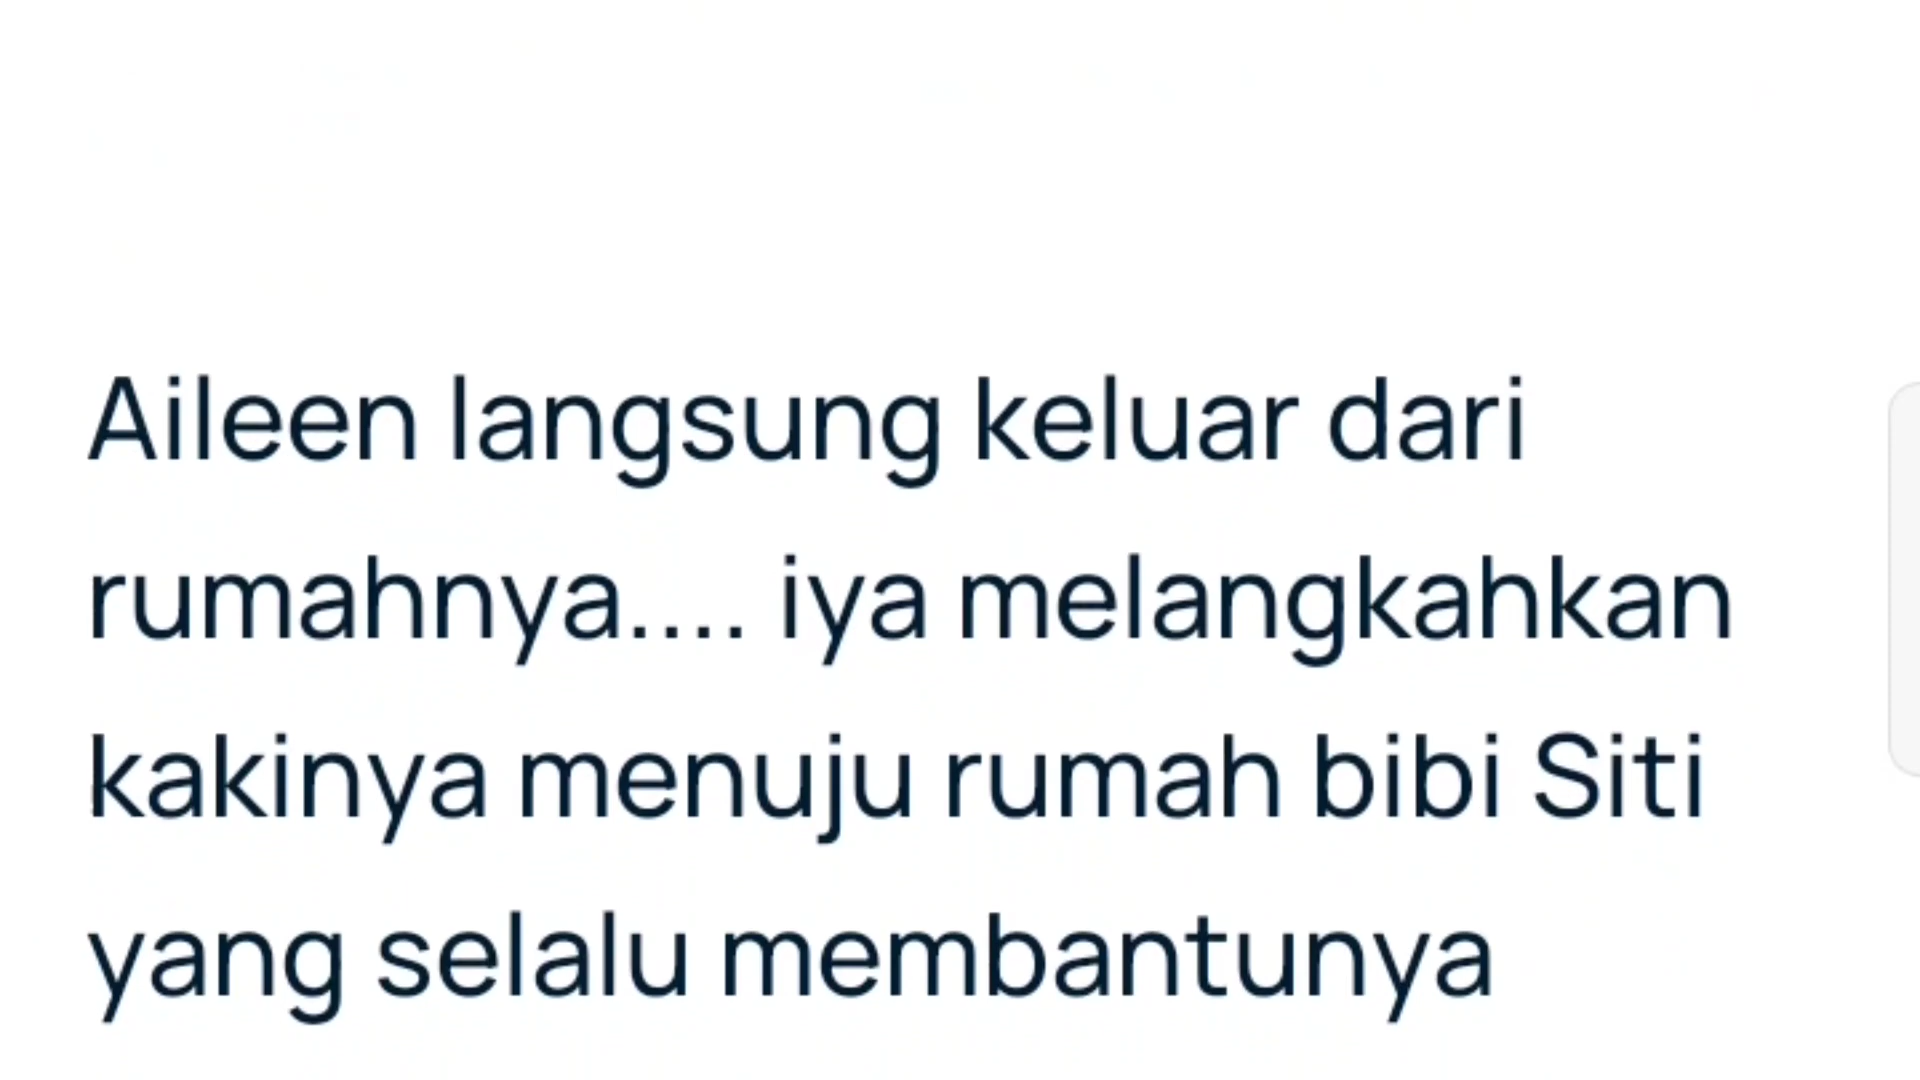 Aileen langsung keluar dari
rumahnya.... iya melangkahkan
kakinya menuju rumah bibi Siti
yang selalu membantunya